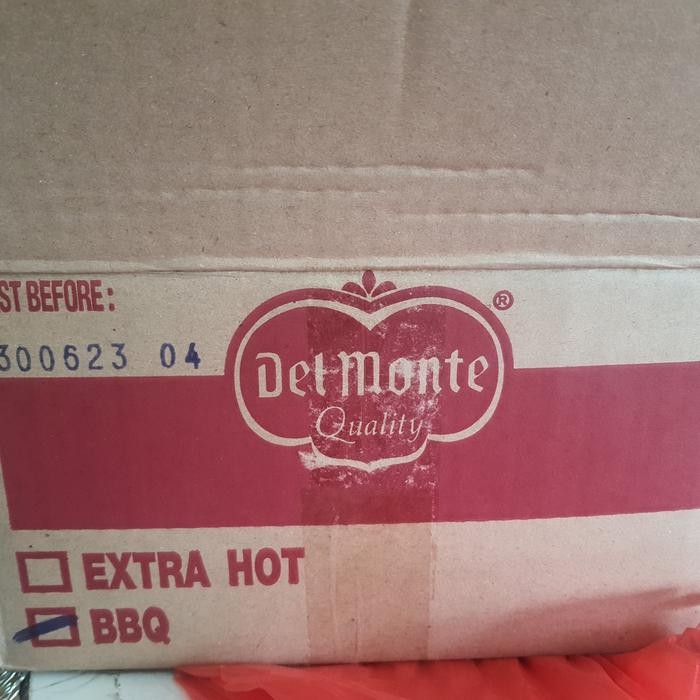 ST BEFORE:
300623 04
Del Monte
®
Quality
EXTRA HOT
BBQ